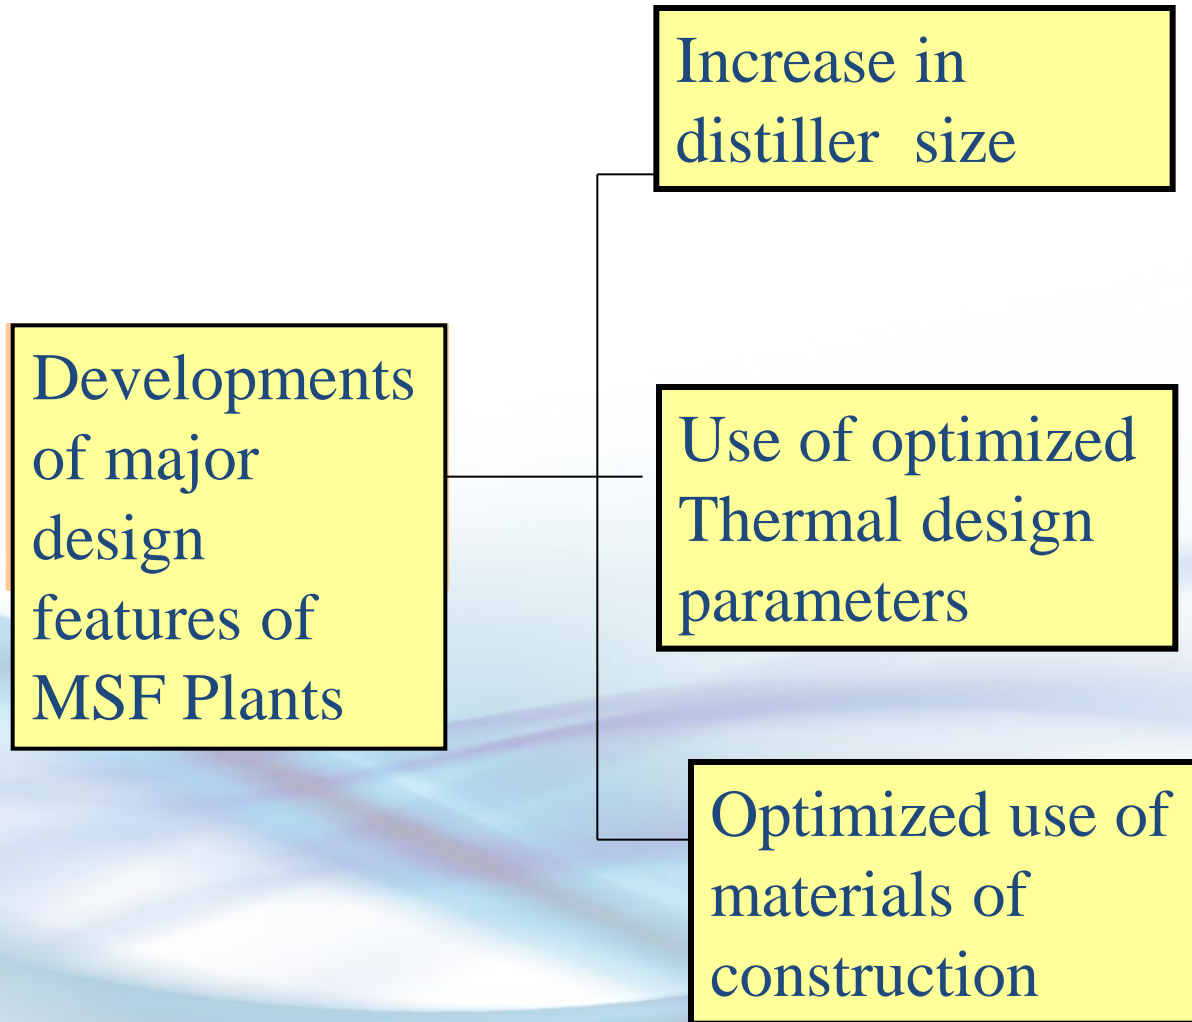 Increase in
distiller  size
Developments
of major
design
features of
MSF Plants
Use of optimized
Thermal design
parameters
Optimized use of
materials of
construction